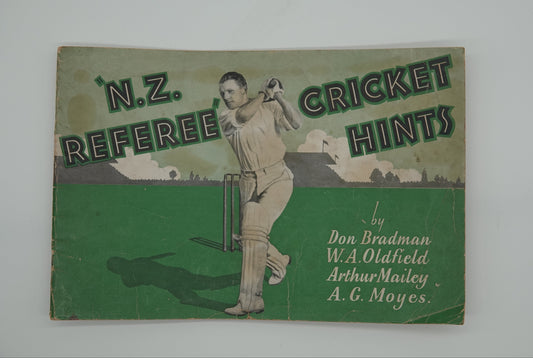 'N.Z.
REFEREE'
CRICKET
HINTS
by
Don Bradman
W.A. Oldfield
Arthur Mailey
A. G. Moyes.